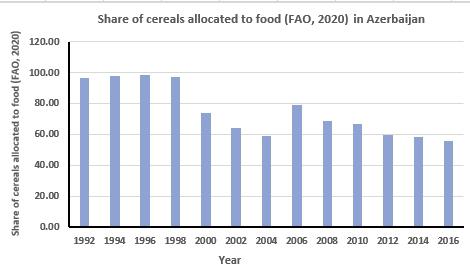 Share of cereals allocated to food (FAO, 2020) in Azerbaijan
Share of cereals allocated to food (FAO, 2020)
120.00
100.00
80.00
60.00
40.00
20.00
0.00
1992 1994 1996 1998 2000 2002 2004 2006 2008 2010 2012 2014 2016
Year